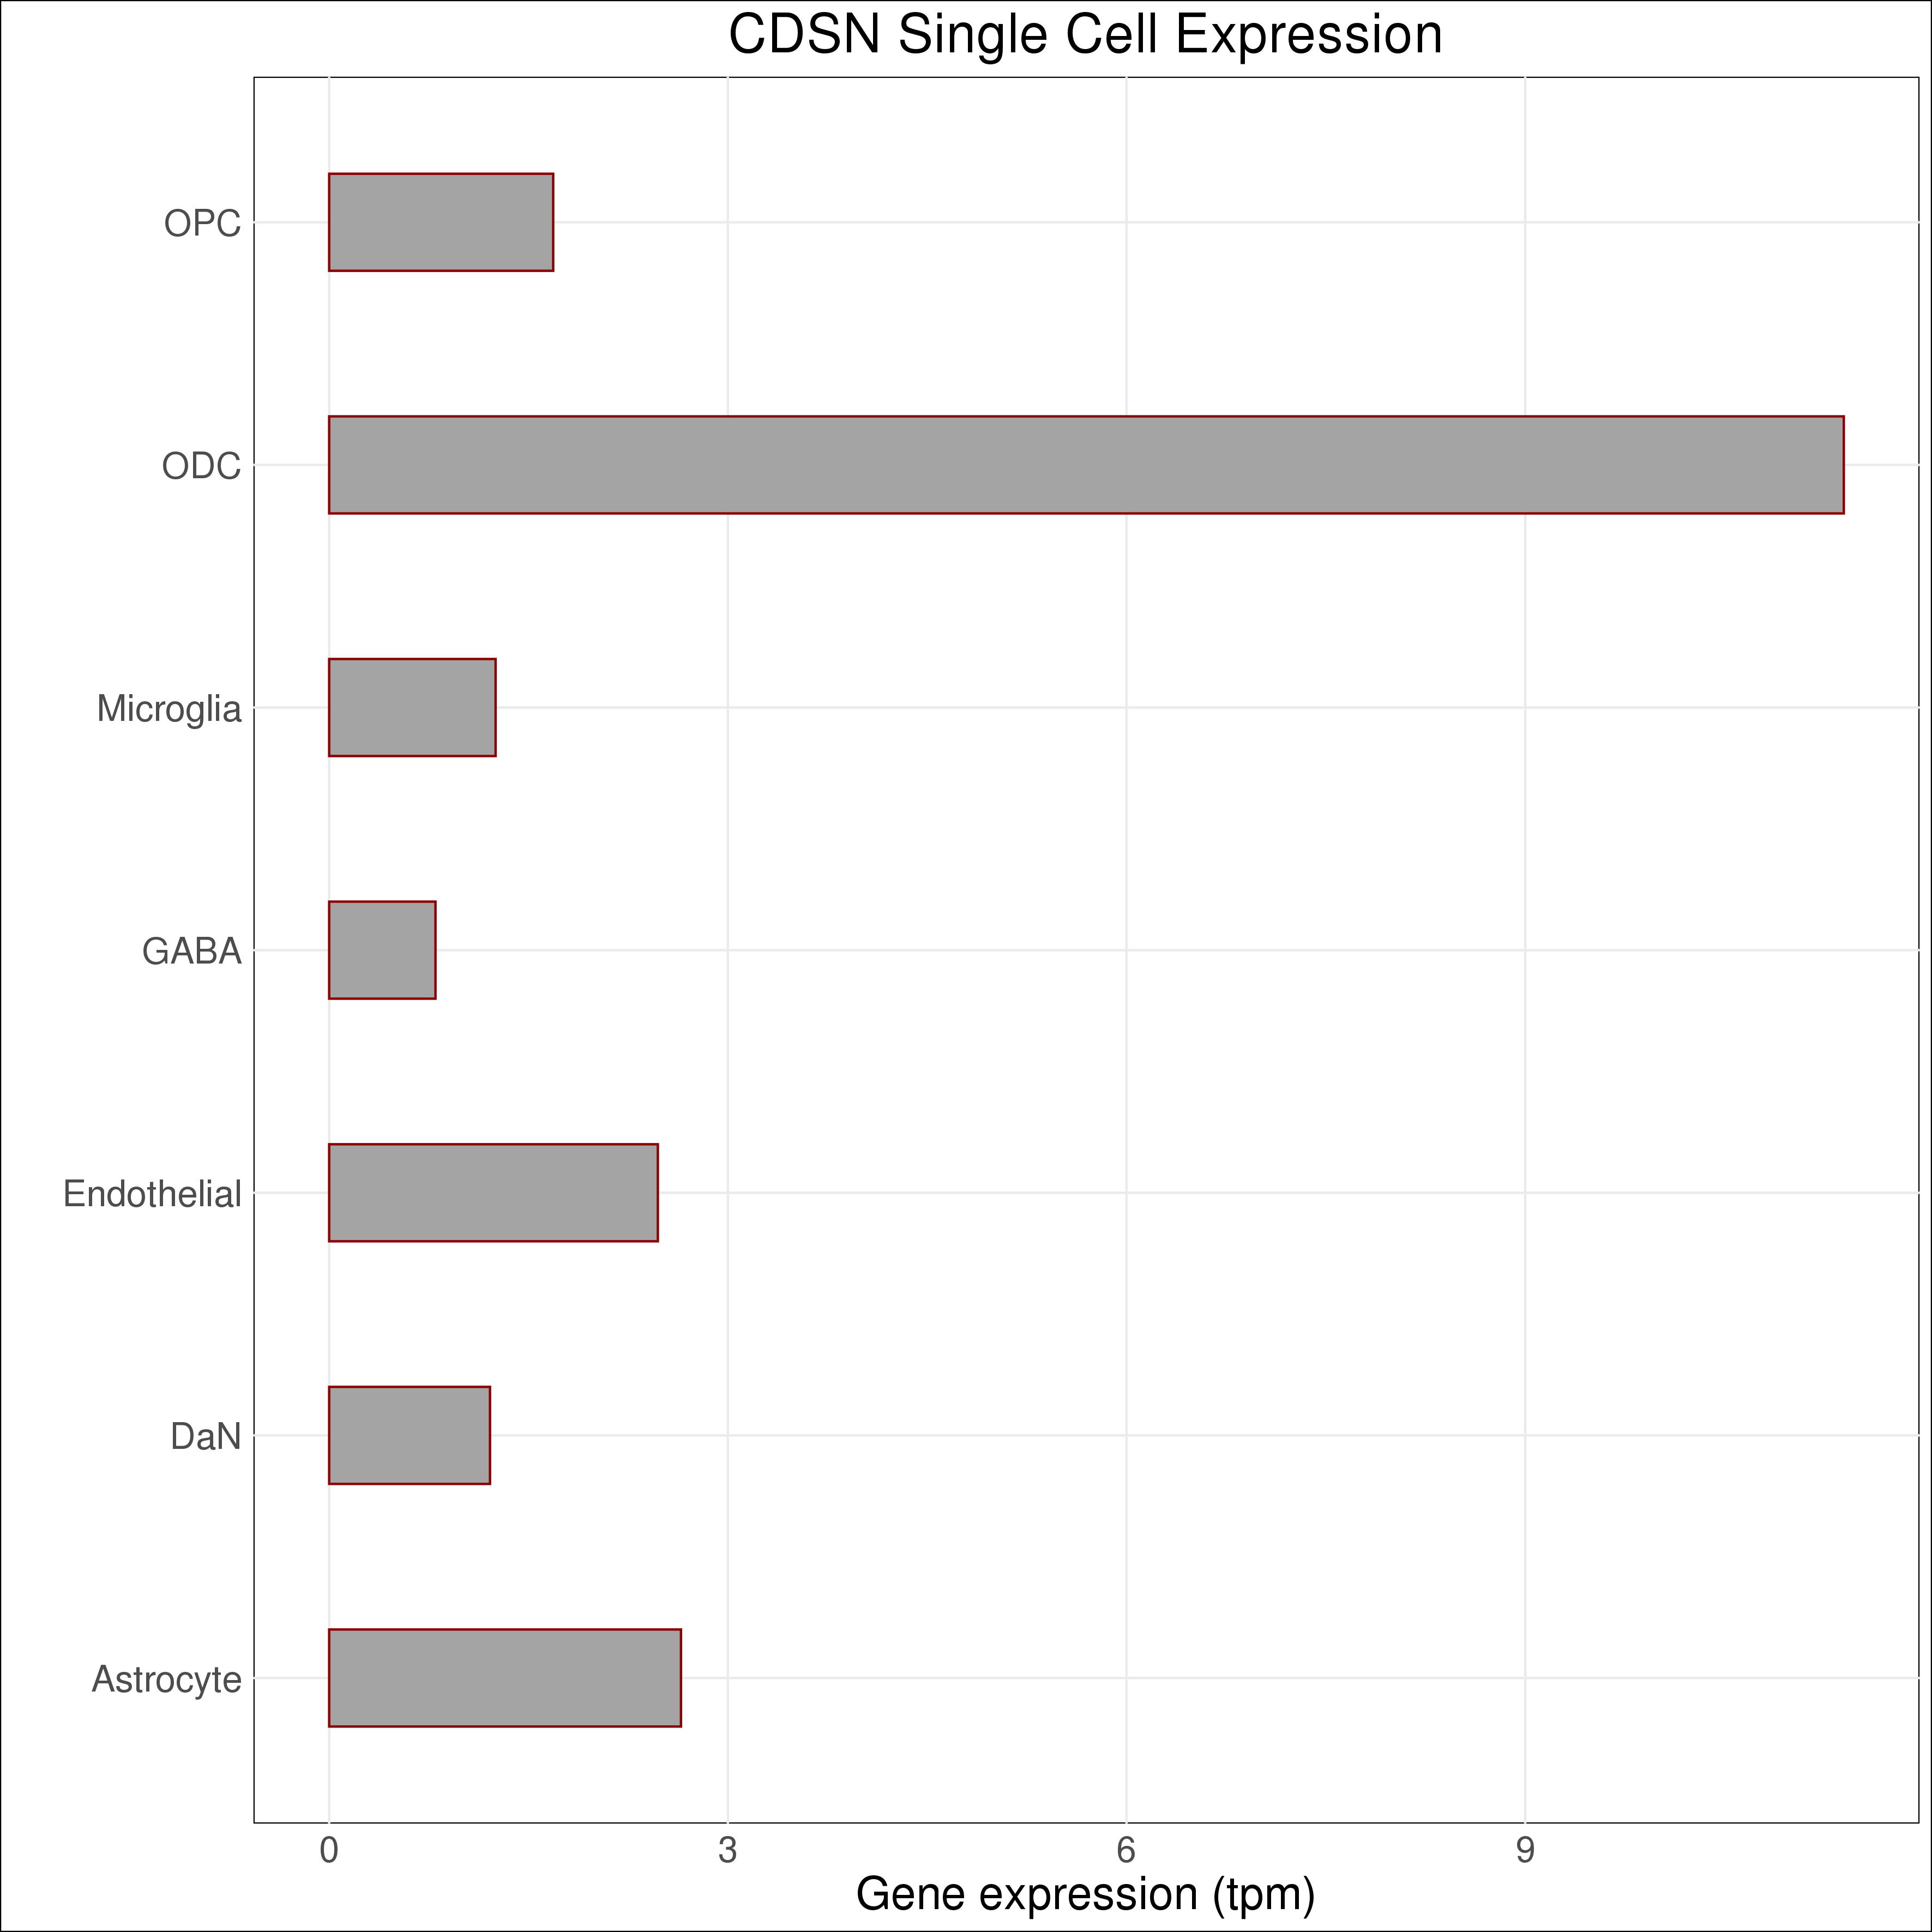 CDSN Single Cell Expression
OPC
ODC
Microglia
GABA
Endothelial
DaN
Astrocyte
0 3 6 9
Gene expression (tpm)